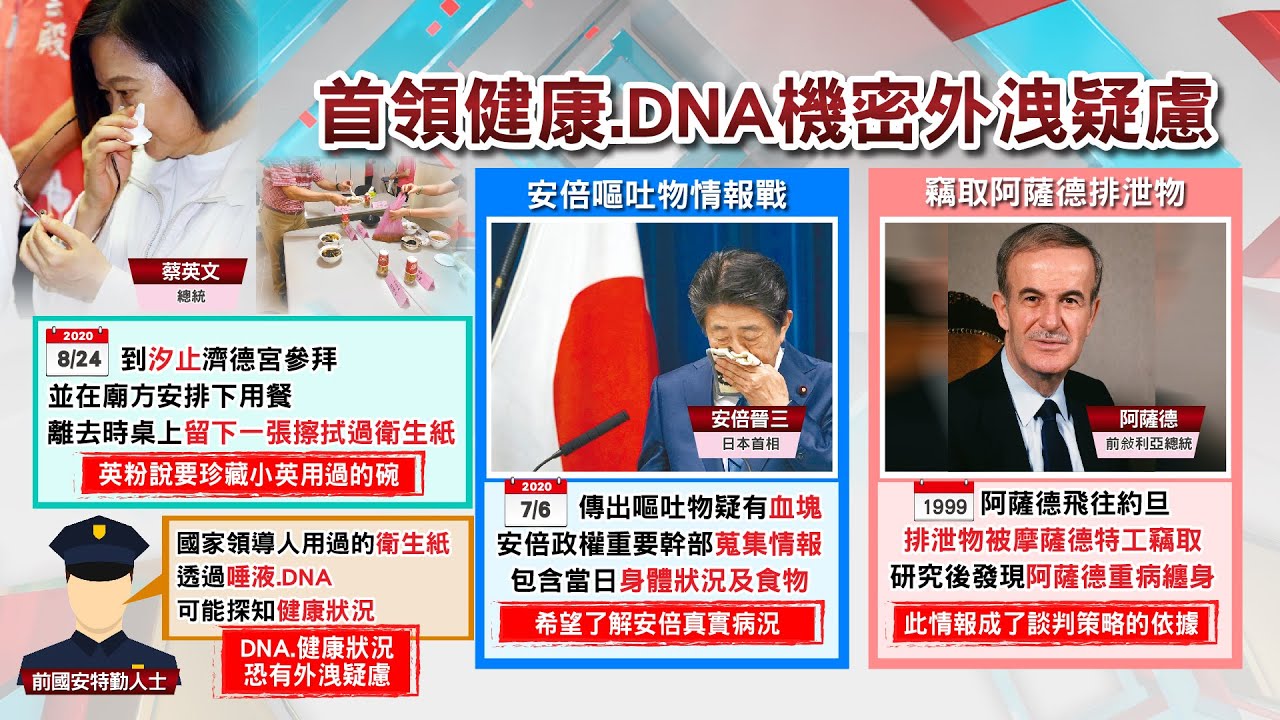 首領健康.DNA機密外洩疑慮
殿
蔡英文
總統
2020
8/24
到汐止濟德宮參拜
並在廟方安排下用餐
離去時桌上留下一張擦拭過衛生紙
英粉說要珍藏小英用過的碗
國家領導人用過的衛生紙
透過唾液.DNA
可能探知健康狀況
DNA.健康狀況
恐有外洩疑慮
前國安特勤人士
安倍嘔吐物情報戰
安倍晉三
日本首相
2020
7/6
傳出嘔吐物疑有血塊
安倍政權重要幹部蒐集情報
包含當日身體狀況及食物
希望了解安倍真實病況
竊取阿薩德排泄物
阿薩德
前敍利亞總統
1999
阿薩德飛往約旦
排泄物被摩薩德特工竊取
研究後發現阿薩德重病纏身
此情報成了談判策略的依據